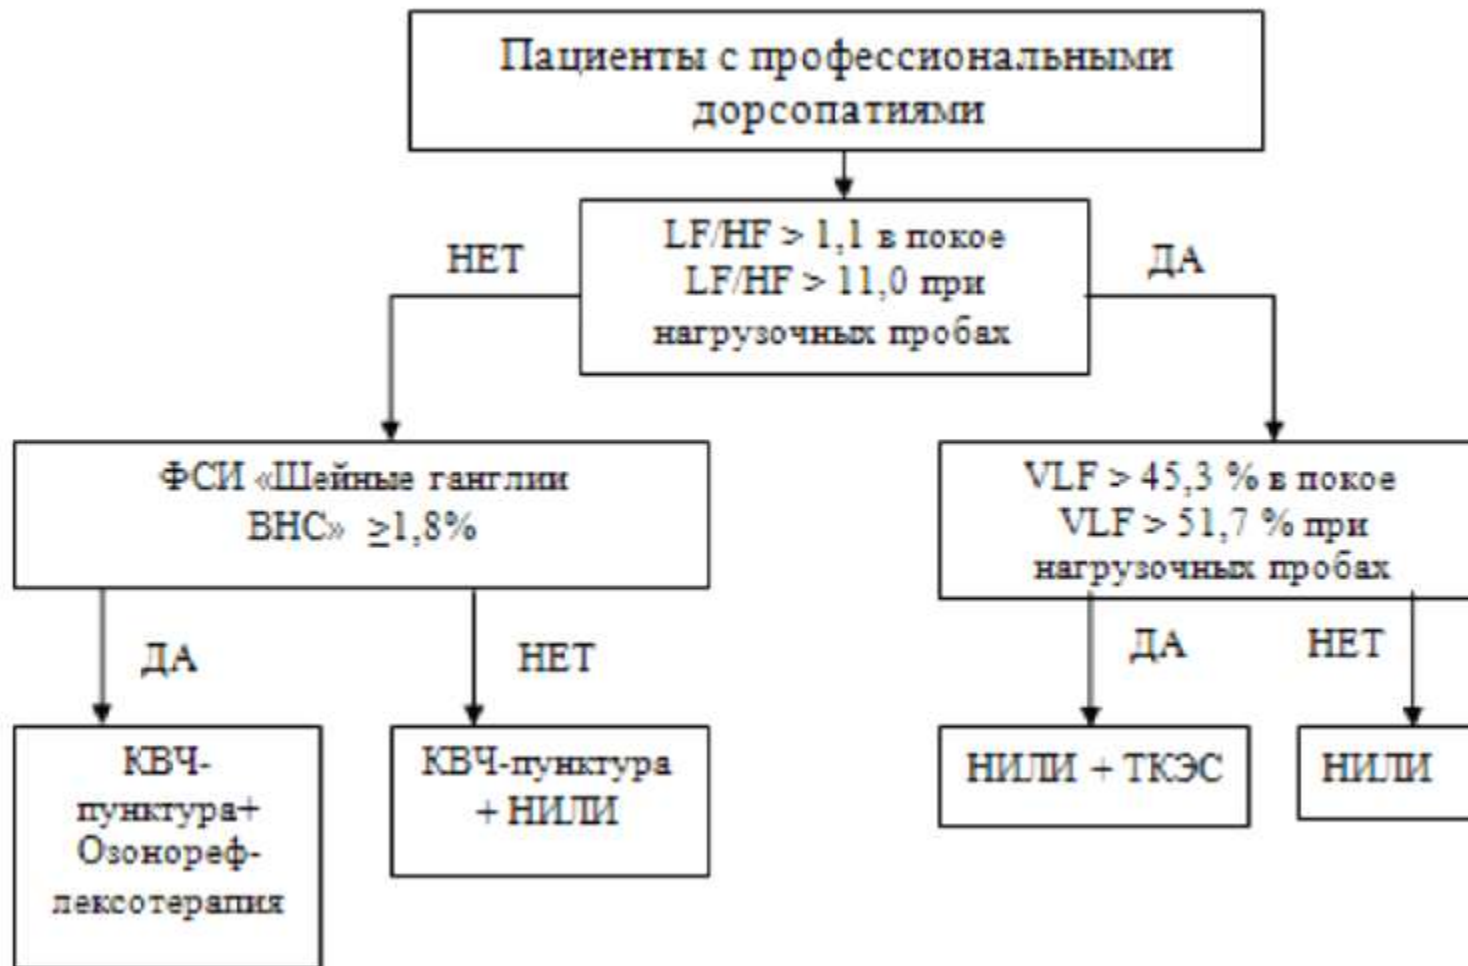 Пациенты с профессиональными
дорсопатиями
LF/HF > 1,1 в покое
LF/HF > 11,0 при
нагрузочных пробах
НЕТ
ДА
ФСИ «Шейные ганглии
ВНС» ≥1,8%
VLF > 45,3 % в покое
VLF > 51,7 % при
нагрузочных пробах
ДА
НЕТ
ДА
НЕТ
КВЧ-
пунктура+
Озонореф-
лексотерапия
КВЧ-пунктура
+ НИЛИ
НИЛИ + ТКЭС
НИЛИ